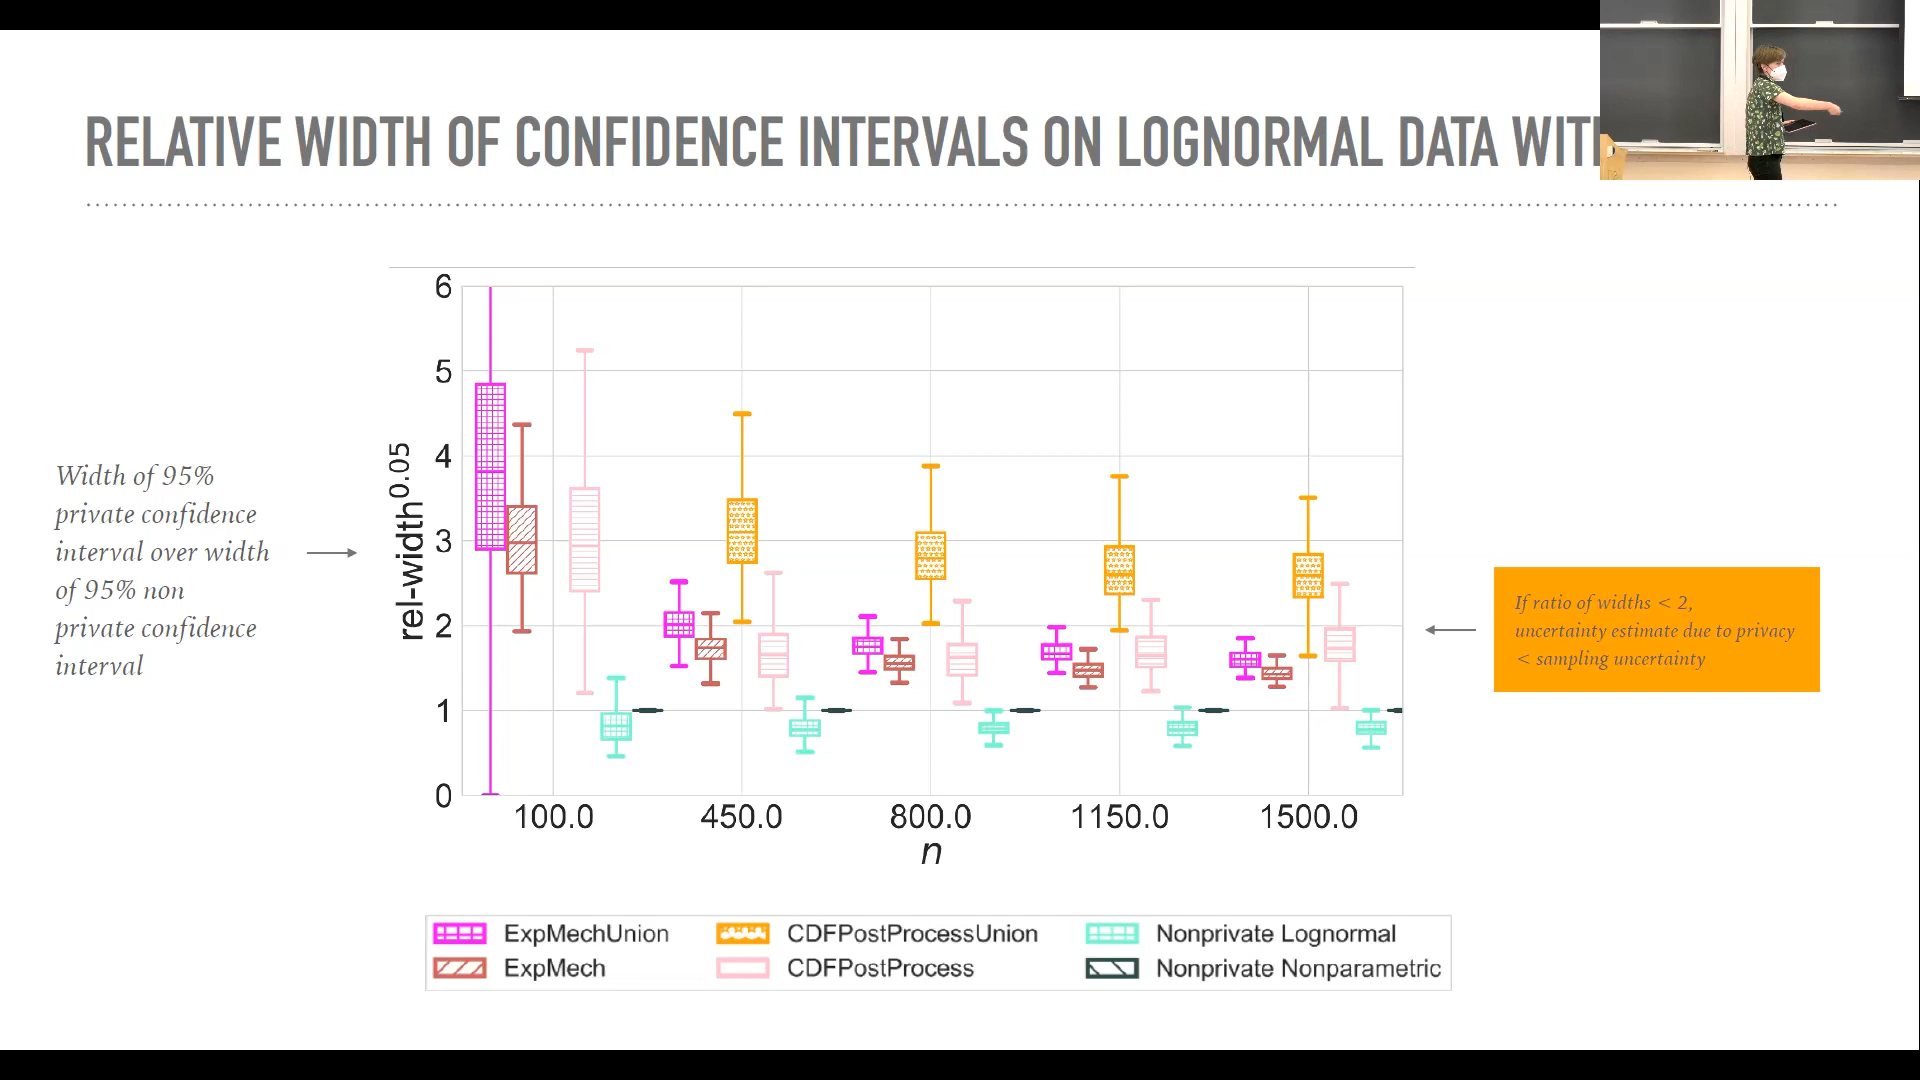 RELATIVE WIDTH OF CONFIDENCE INTERVALS ON LOGNORMAL DATA
Width of 95%
private confidence
interval over width
of 95% non
private confidence
interval
rel-width^0.05
6
5
4
3
2
1
0
100.0 450.0 800.0 1150.0 1500.0
n
If ratio of widths < 2,
uncertainty estimate due to privacy
< sampling uncertainty
ExpMechUnion CDFPostProcessUnion Nonprivate Lognormal
ExpMech CDFPostProcess Nonprivate Nonparametric